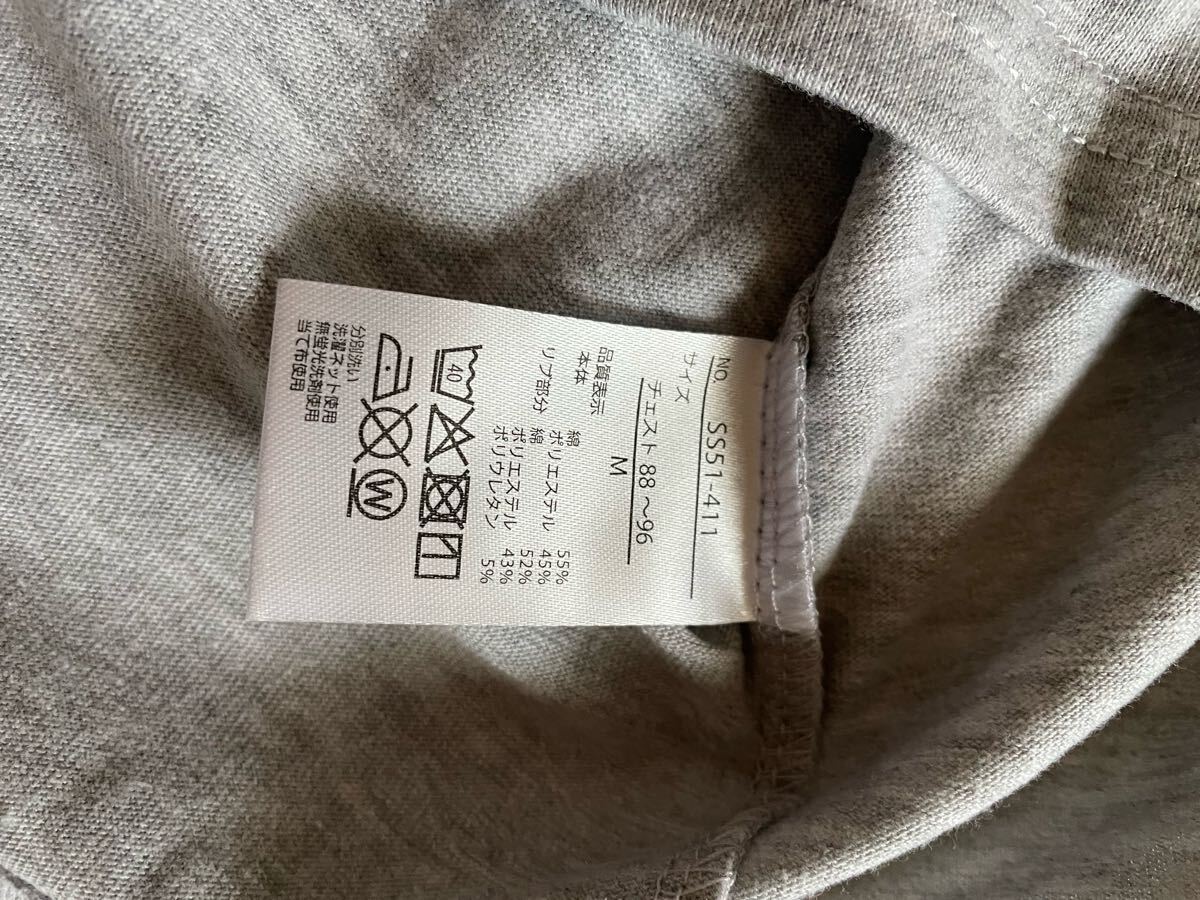 NO. SS51-411
サイズ
チェスト 88～96
M
品質表示
本体 綿 55%
ポリエステル 45%
リブ部分 綿 52%
ポリエステル 43%
ポリウレタン 5%
40
W
分別洗い
洗濯ネット使用
無蛍光洗剤使用
当て布使用